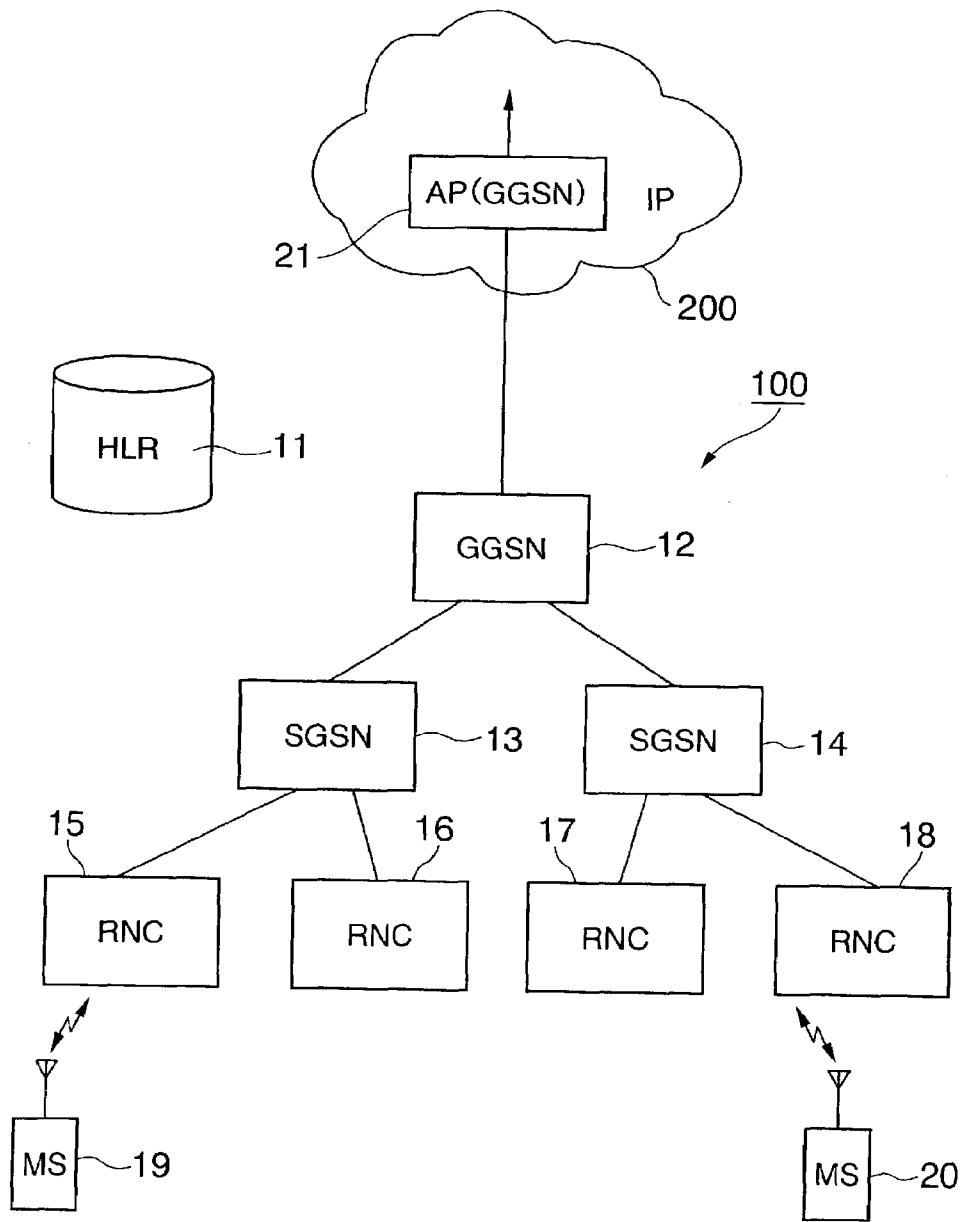 AP(GGSN)
IP
21
200
100
HLR
11
GGSN
12
SGSN
13
SGSN
14
15
16
17
18
RNC
RNC
RNC
RNC
MS
19
MS
20